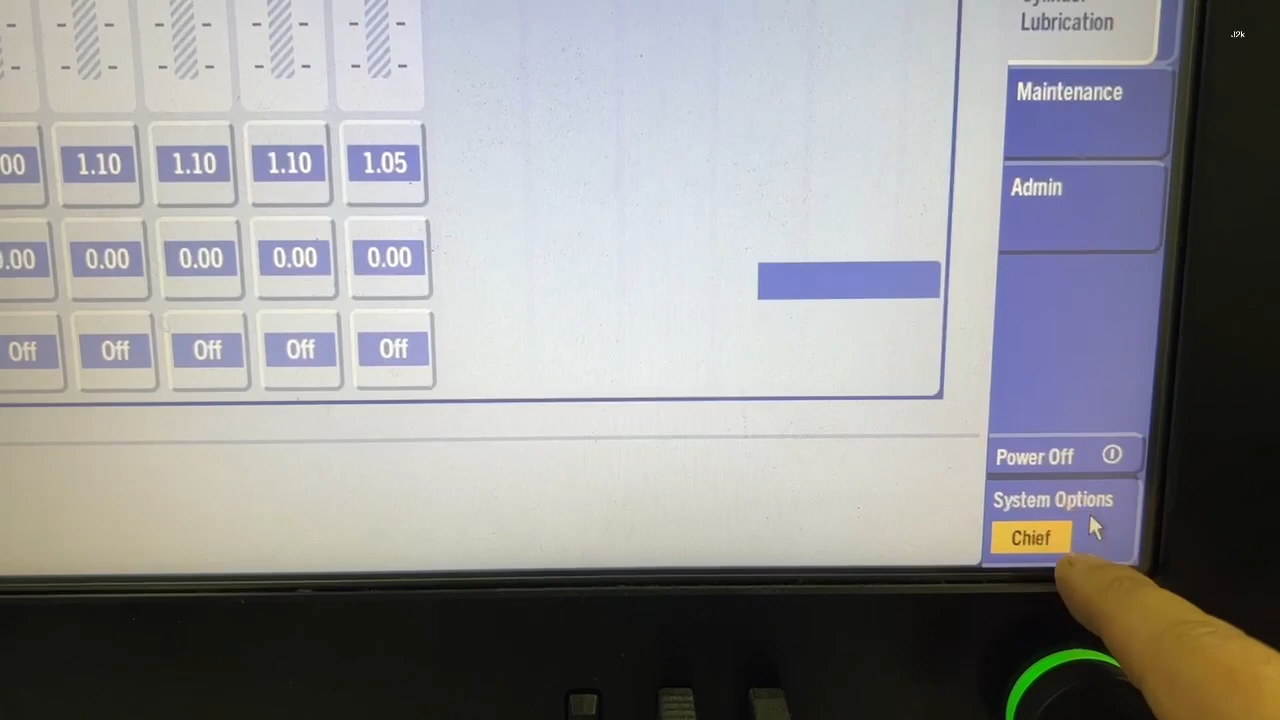 Cylinder
Lubrication
Maintenance
Admin
.00 1.10 1.10 1.10 1.05
0.00 0.00 0.00 0.00 0.00
Off Off Off Off Off
Power Off
System Options
Chief